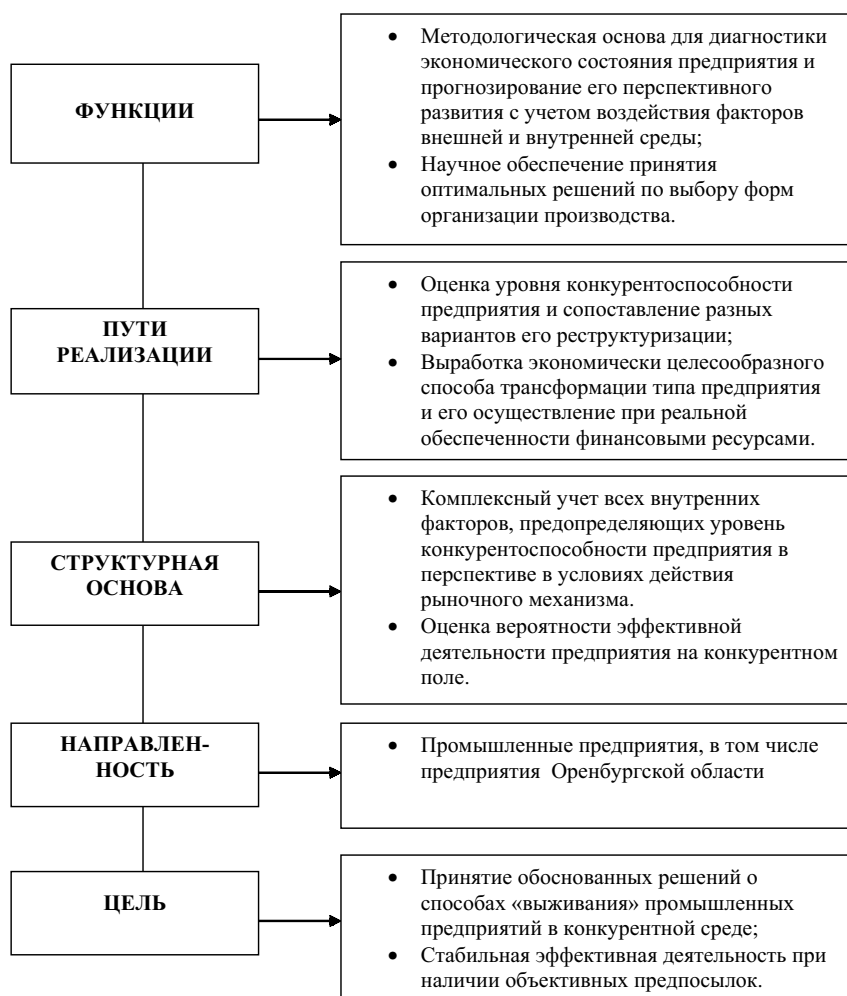 ФУНКЦИИ
• Методологическая основа для диагностики
экономического состояния предприятия и
прогнозирование его перспективного
развития с учетом воздействия факторов
внешней и внутренней среды;
• Научное обеспечение принятия
оптимальных решений по выбору форм
организации производства.
ПУТИ
РЕАЛИЗАЦИИ
• Оценка уровня конкурентоспособности
предприятия и сопоставление разных
вариантов его реструктуризации;
• Выработка экономически целесообразного
способа трансформации типа предприятия
и его осуществление при реальной
обеспеченности финансовыми ресурсами.
СТРУКТУРНАЯ
ОСНОВА
• Комплексный учет всех внутренних
факторов, предопределяющих уровень
конкурентоспособности предприятия в
перспективе в условиях действия
рыночного механизма.
• Оценка вероятности эффективной
деятельности предприятия на конкурентном
поле.
НАПРАВЛЕН-
НОСТЬ
• Промышленные предприятия, в том числе
предприятия Оренбургской области
ЦЕЛЬ
• Принятие обоснованных решений о
способах «выживания» промышленных
предприятий в конкурентной среде;
• Стабильная эффективная деятельность при
наличии объективных предпосылок.